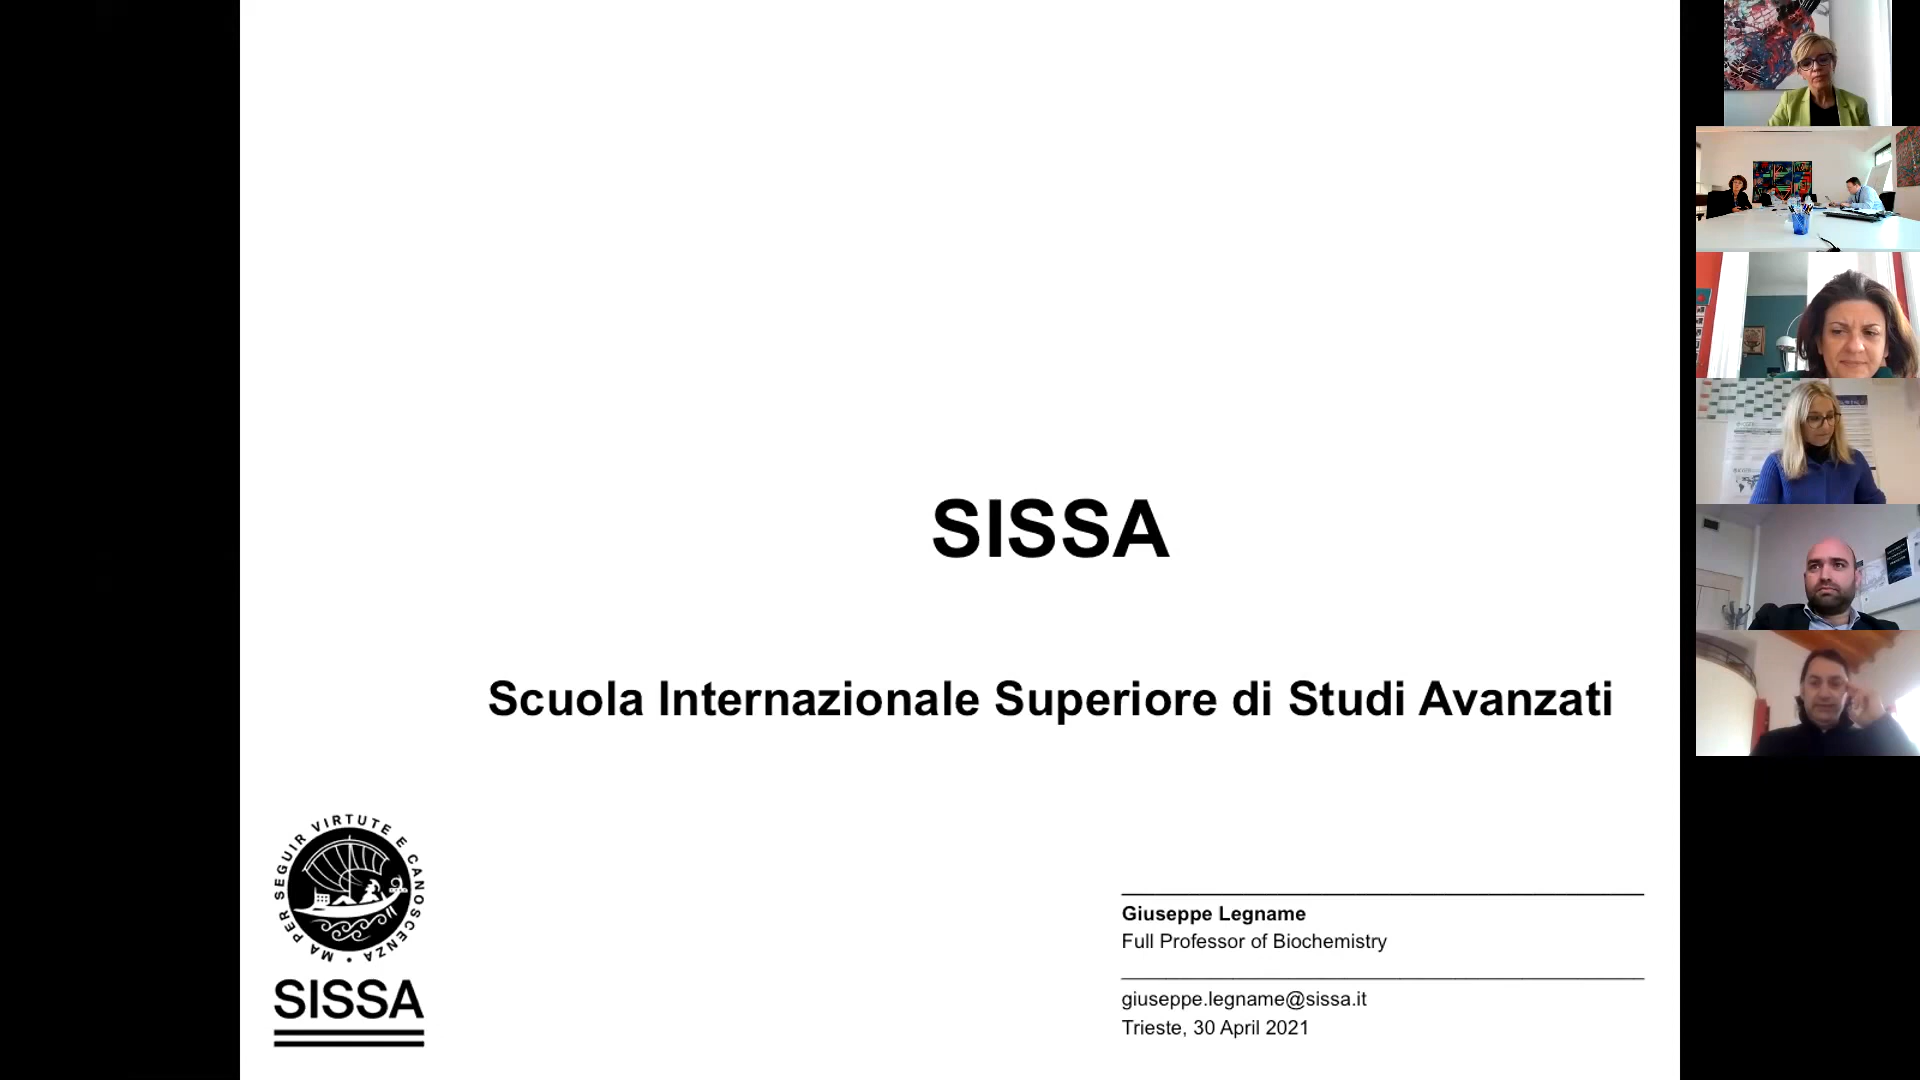 SISSA
Scuola Internazionale Superiore di Studi Avanzati
MA PER SEGUIR VIRTUTE E CANOSCENZA •
SISSA
Giuseppe Legname
Full Professor of Biochemistry
giuseppe.legname@sissa.it
Trieste, 30 April 2021